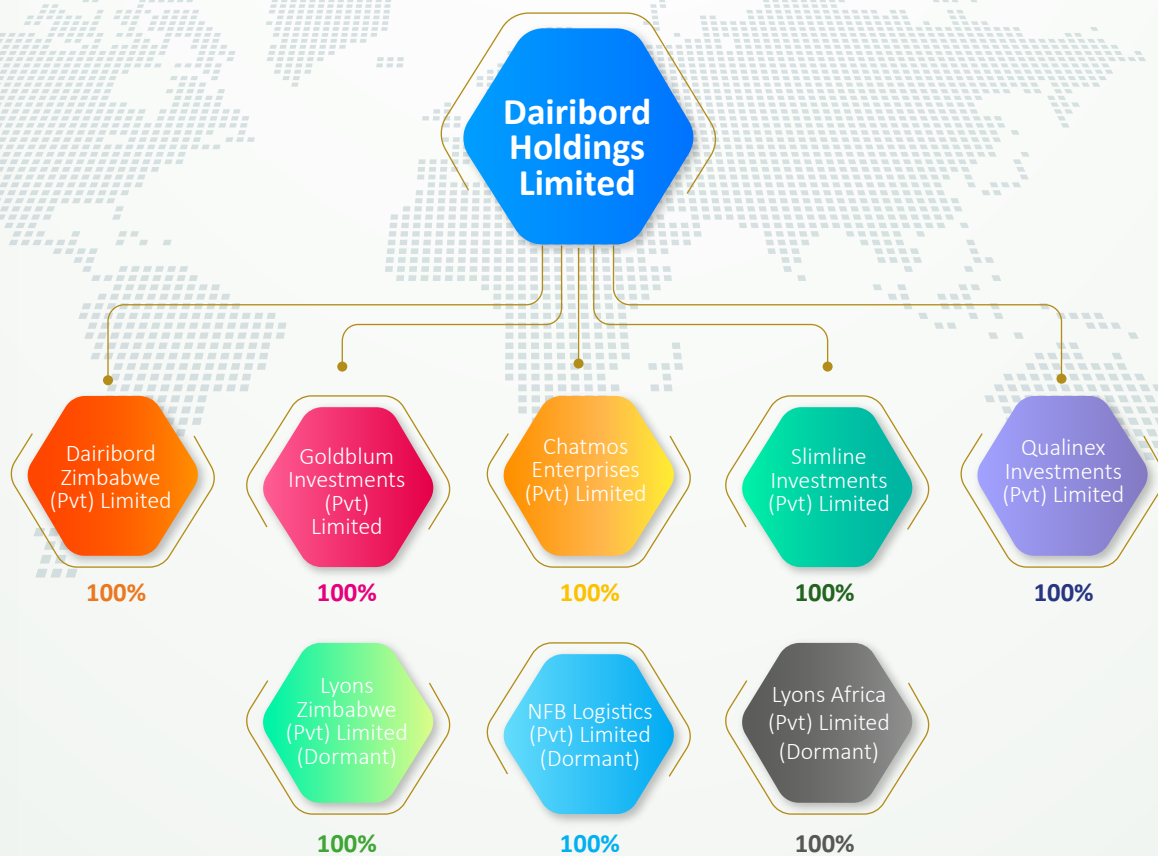 Dairibord
Holdings
Limited
Dairibord
Zimbabwe
(Pvt) Limited
100%
Goldblum
Investments
(Pvt)
Limited
100%
Chatmos
Enterprises
(Pvt) Limited
100%
Slimline
Investments
(Pvt) Limited
100%
Qualinex
Investments
(Pvt) Limited
100%
Lyons
Zimbabwe
(Pvt) Limited
(Dormant)
100%
NFB Logistics
(Pvt) Limited
(Dormant)
100%
Lyons Africa
(Pvt) Limited
(Dormant)
100%